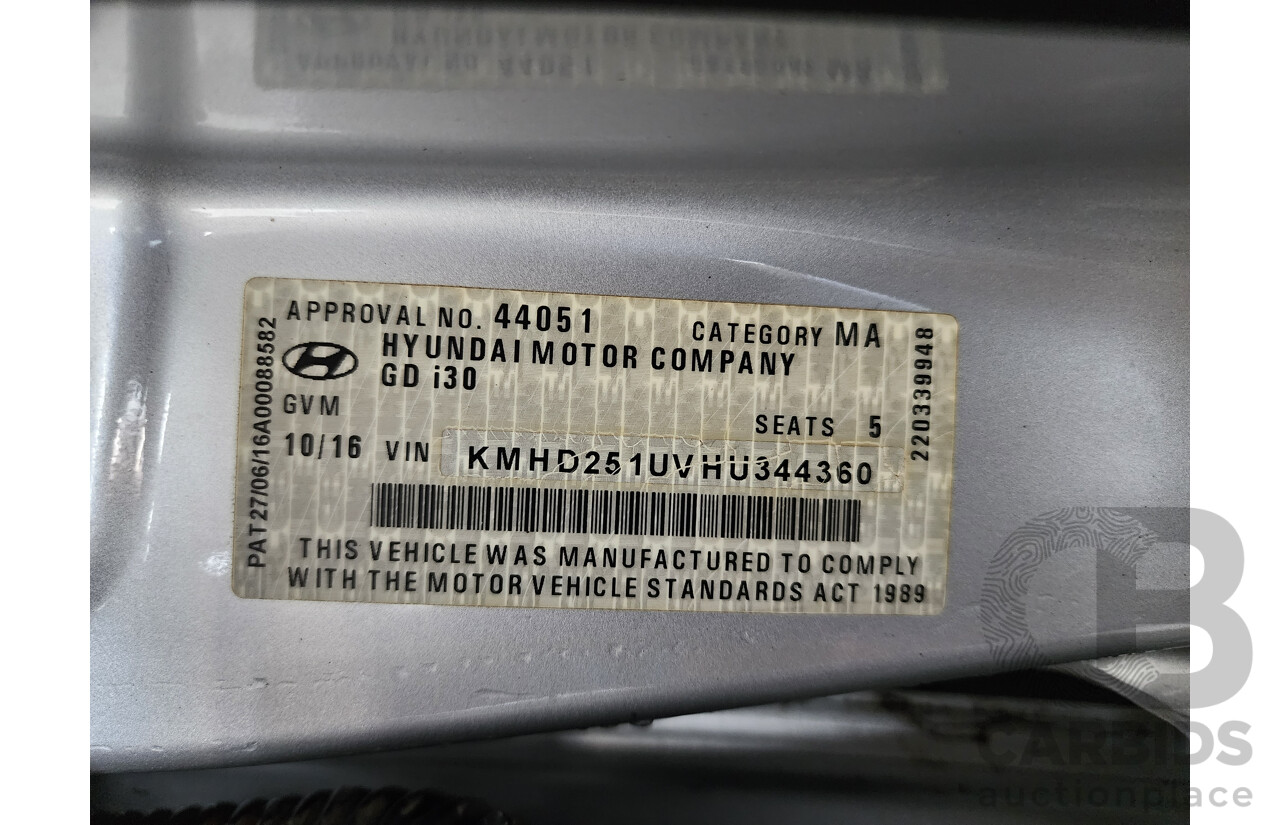 APPROVAL NO. 44051 CATEGORY MA
HYUNDAI MOTOR COMPANY
GD i30
GVM
SEATS 5
10/16 VIN KMHD251UVHU344360
THIS VEHICLE WAS MANUFACTURED TO COMPLY
WITH THE MOTOR VEHICLE STANDARDS ACT 1989
PAT27/06/16A00088582
220339948
CB
CARBIDS
auctionplace